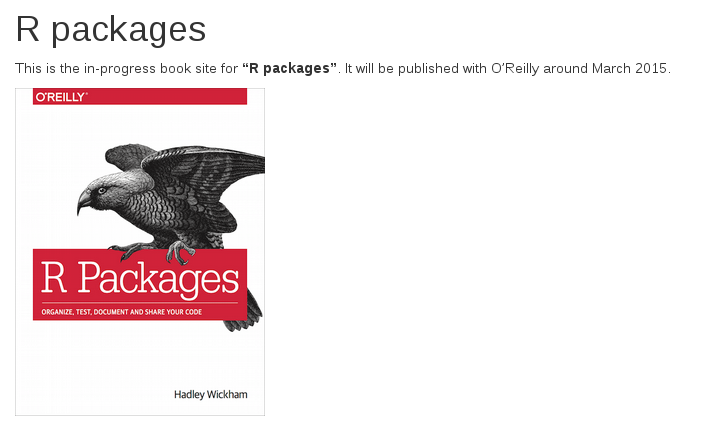 R packages
This is the in-progress book site for “R packages”. It will be published with O’Reilly around March 2015.
O'REILLY®
R Packages
ORGANIZE, TEST, DOCUMENT AND SHARE YOUR CODE
Hadley Wickham